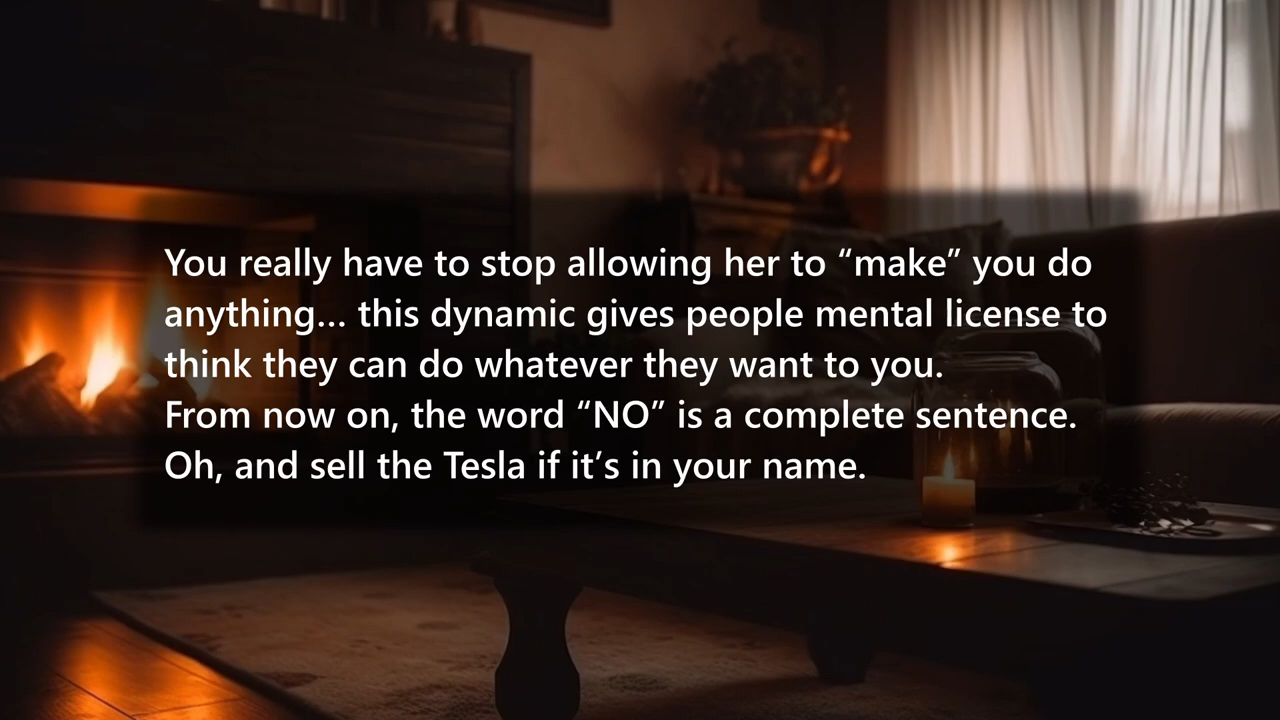 You really have to stop allowing her to “make” you do
anything... this dynamic gives people mental license to
think they can do whatever they want to you.
From now on, the word “NO” is a complete sentence.
Oh, and sell the Tesla if it’s in your name.